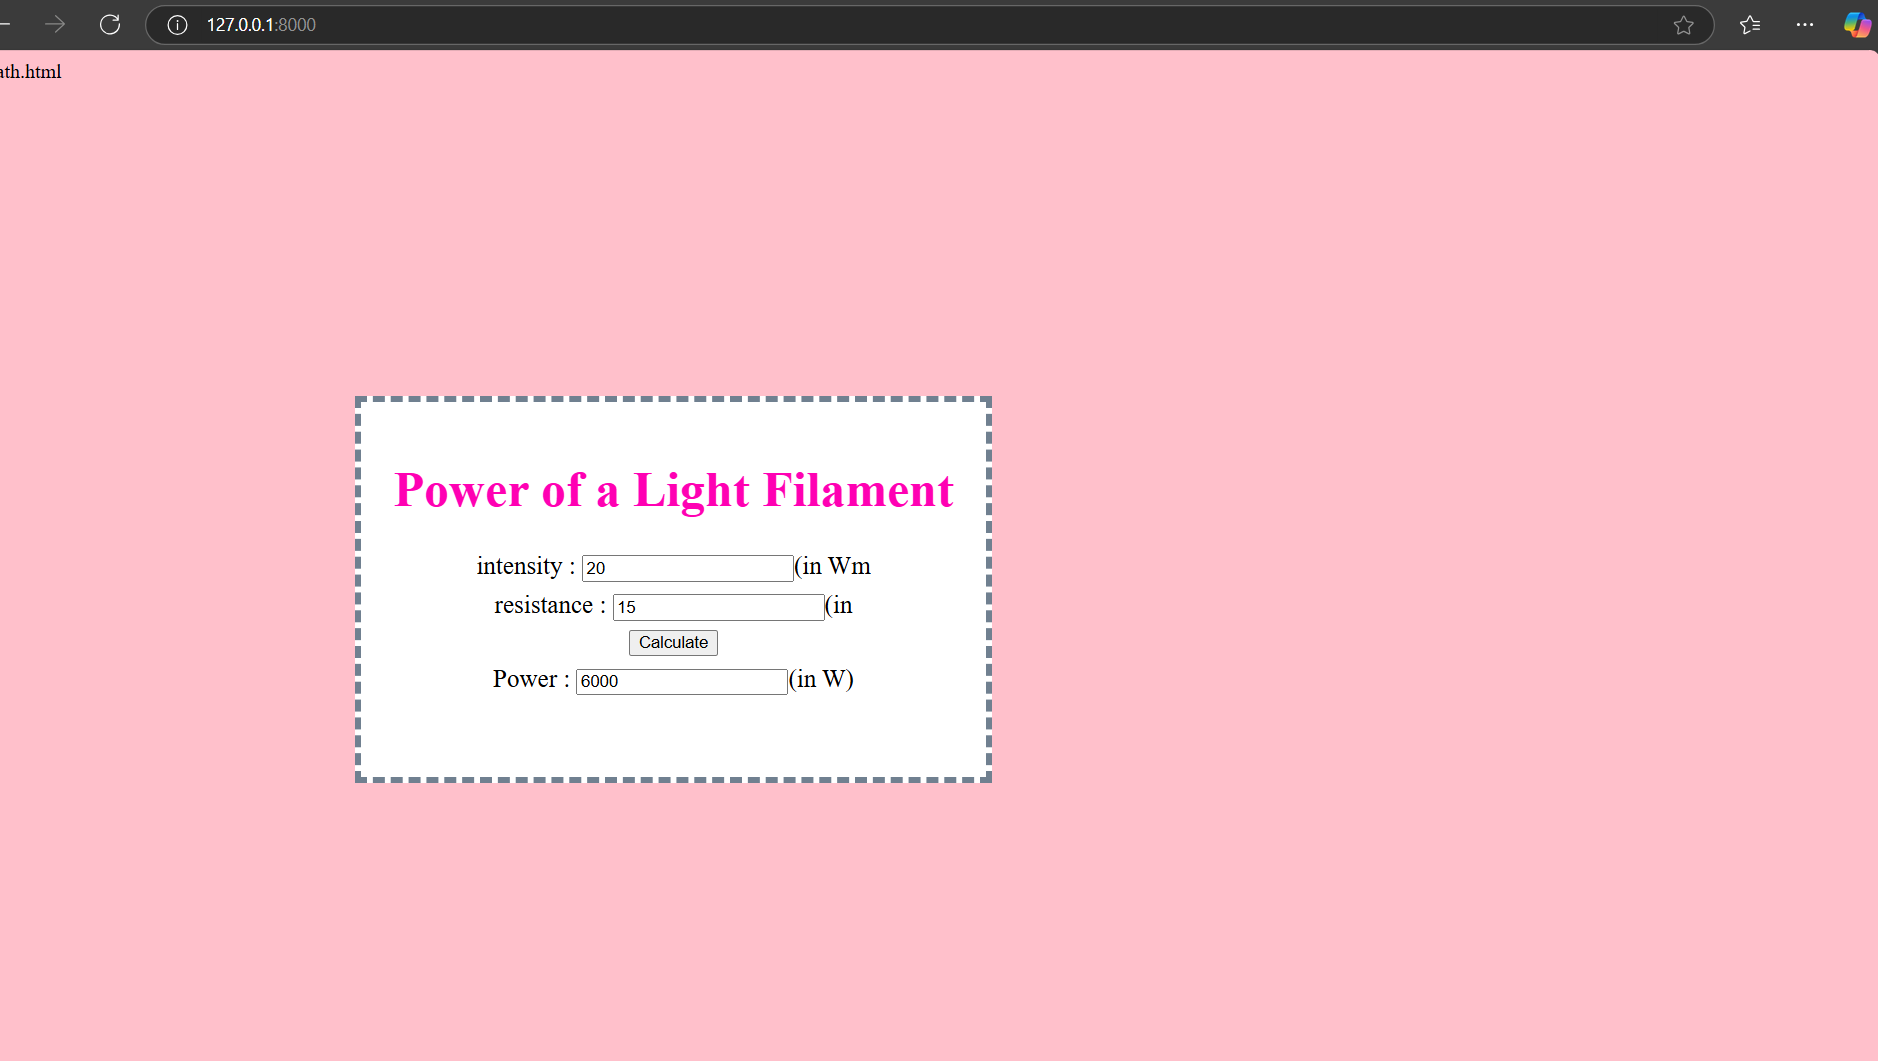 127.0.0.1:8000
ath.html
Power of a Light Filament
intensity : 20 (in Wm
resistance : 15 (in
Calculate
Power : 6000 (in W)